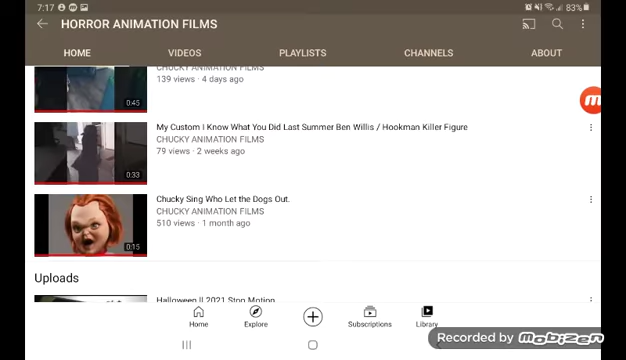 7:17
83%
HORROR ANIMATION FILMS
HOME VIDEOS PLAYLISTS CHANNELS ABOUT
CHUCKY ANIMATION FILMS
139 views · 4 days ago
0:45
My Custom I Know What You Did Last Summer Ben Willis / Hookman Killer Figure
CHUCKY ANIMATION FILMS
79 views · 2 weeks ago
0:33
Chucky Sing Who Let the Dogs Out.
CHUCKY ANIMATION FILMS
510 views · 1 month ago
0:15
Uploads
Halloween || 2021 Stop Motion
Home Explore Subscriptions Library
Recorded by mobizen